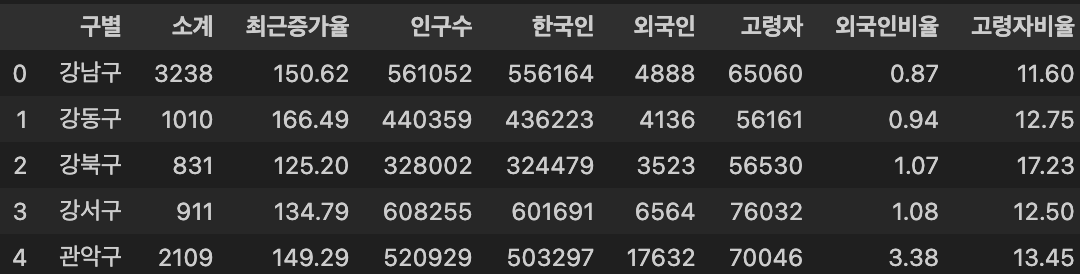 구별 소계 최근증가율 인구수 한국인 외국인 고령자 외국인비율 고령자비율
0 강남구 3238 150.62 561052 556164 4888 65060 0.87 11.60
1 강동구 1010 166.49 440359 436223 4136 56161 0.94 12.75
2 강북구 831 125.20 328002 324479 3523 56530 1.07 17.23
3 강서구 911 134.79 608255 601691 6564 76032 1.08 12.50
4 관악구 2109 149.29 520929 503297 17632 70046 3.38 13.45